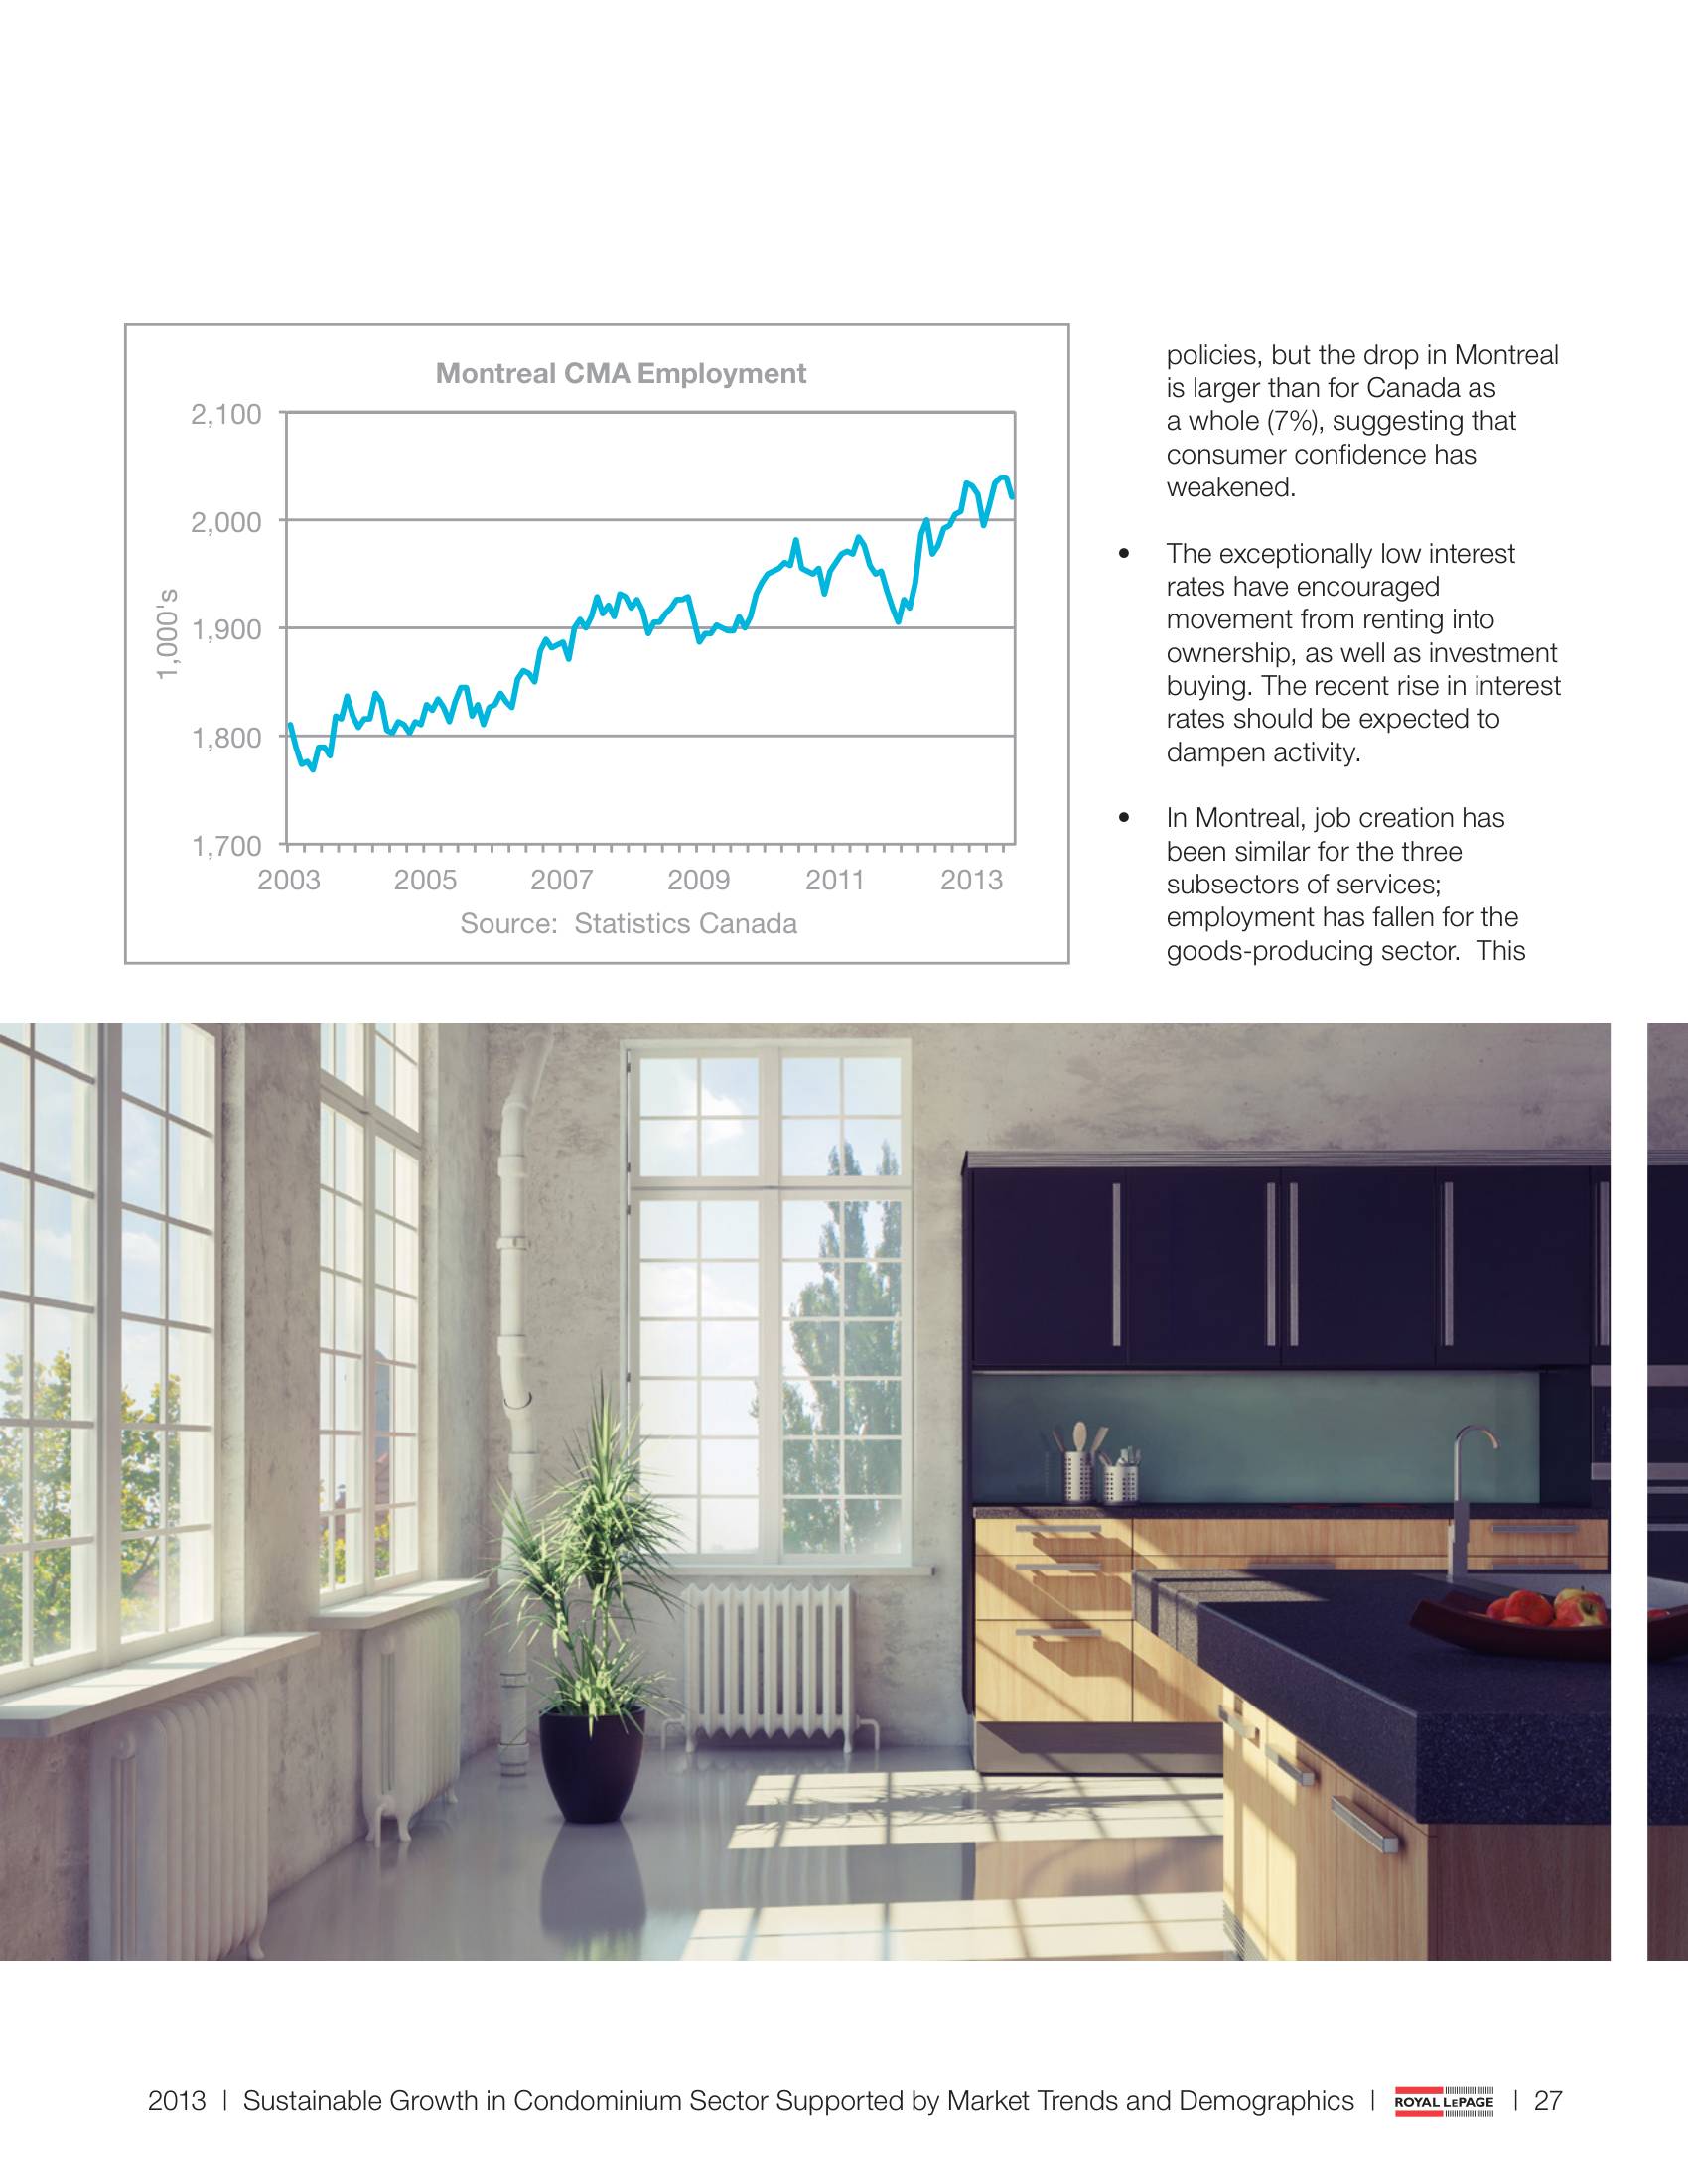 Montreal CMA Employment
2,100
2,000
1,900
1,800
1,700
1,000's
2003 2005 2007 2009 2011 2013
Source: Statistics Canada
policies, but the drop in Montreal
is larger than for Canada as
a whole (7%), suggesting that
consumer confidence has
weakened.
• The exceptionally low interest
rates have encouraged
movement from renting into
ownership, as well as investment
buying. The recent rise in interest
rates should be expected to
dampen activity.
• In Montreal, job creation has
been similar for the three
subsectors of services;
employment has fallen for the
goods-producing sector. This
2013 | Sustainable Growth in Condominium Sector Supported by Market Trends and Demographics | ROYAL LEPAGE | 27